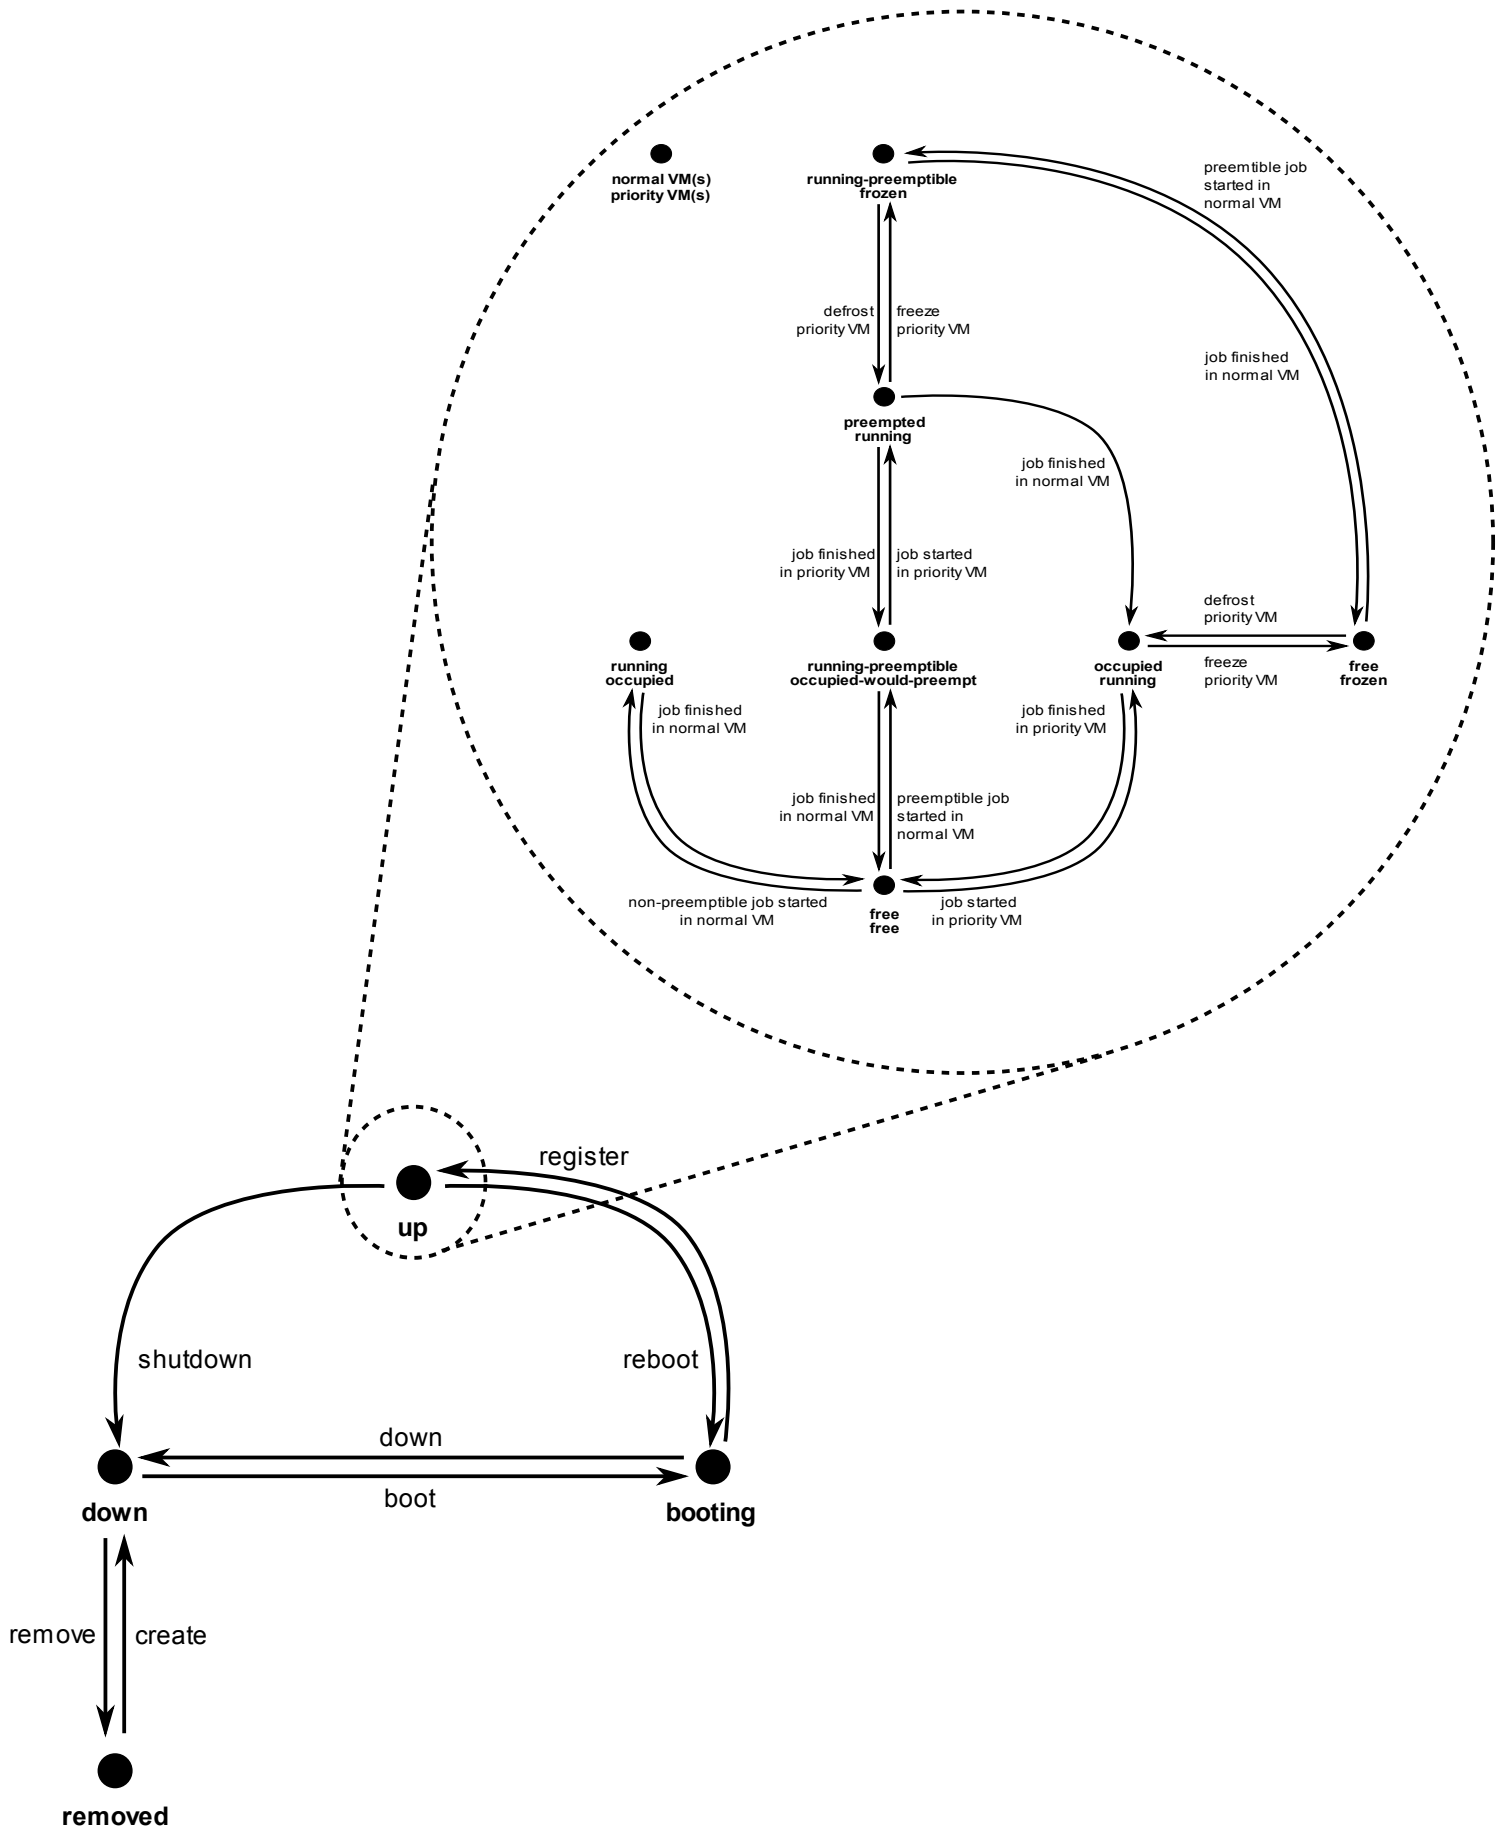 normal VM(s)
priority VM(s)
running-preemptible
frozen
preemtible job
started in
normal VM
defrost
priority VM
freeze
priority VM
job finished
in normal VM
preempted
running
job finished
in normal VM
job finished
in priority VM
job started
in priority VM
defrost
priority VM
running
occupied
running-preemptible
occupied-would-preempt
occupied
running
freeze
priority VM
free
frozen
job finished
in normal VM
job finished
in priority VM
job finished
in normal VM
preemptible job
started in
normal VM
non-preemptible job started
in normal VM
free
free
job started
in priority VM
register
up
shutdown
reboot
down
boot
down
booting
remove
create
removed